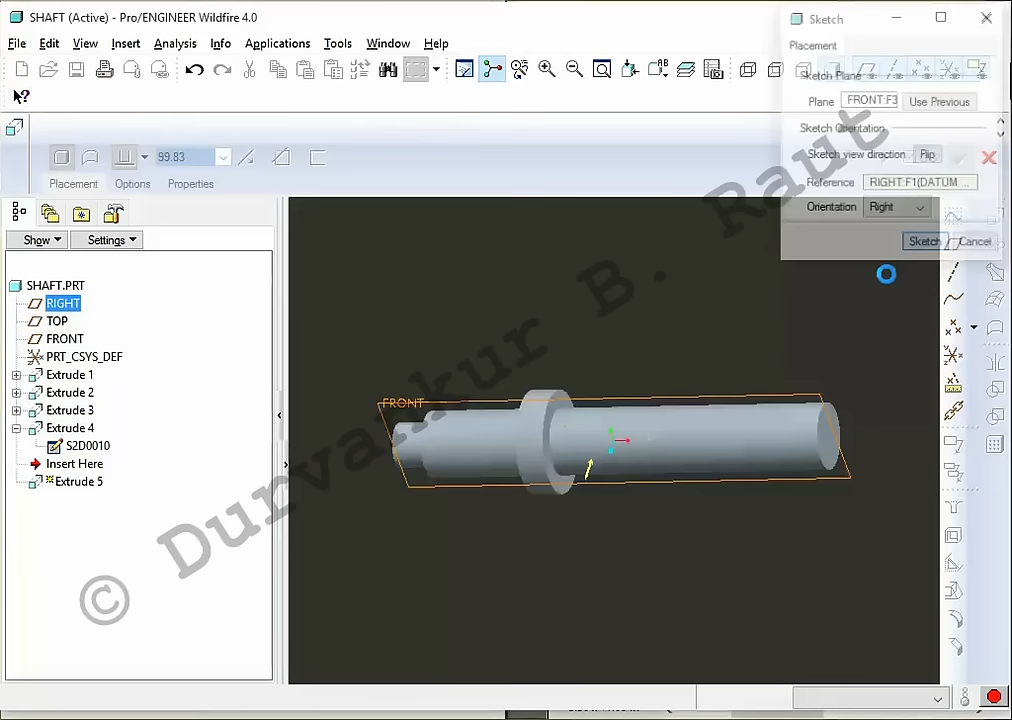 SHAFT (Active) - Pro/ENGINEER Wildfire 4.0
File Edit View Insert Analysis Info Applications Tools Window Help
Sketch
Placement
Sketch Plane
Plane FRONT:F3 Use Previous
Sketch Orientation
Sketch view direction Flip
Reference RIGHT:F1(DATUM ...
Orientation Right
Sketch Cancel
99.83
Placement Options Properties
Show Settings
SHAFT.PRT
RIGHT
TOP
FRONT
PRT_CSYS_DEF
Extrude 1
Extrude 2
Extrude 3
Extrude 4
S2D0010
Insert Here
Extrude 5
FRONT
© Durvankur B. Raut